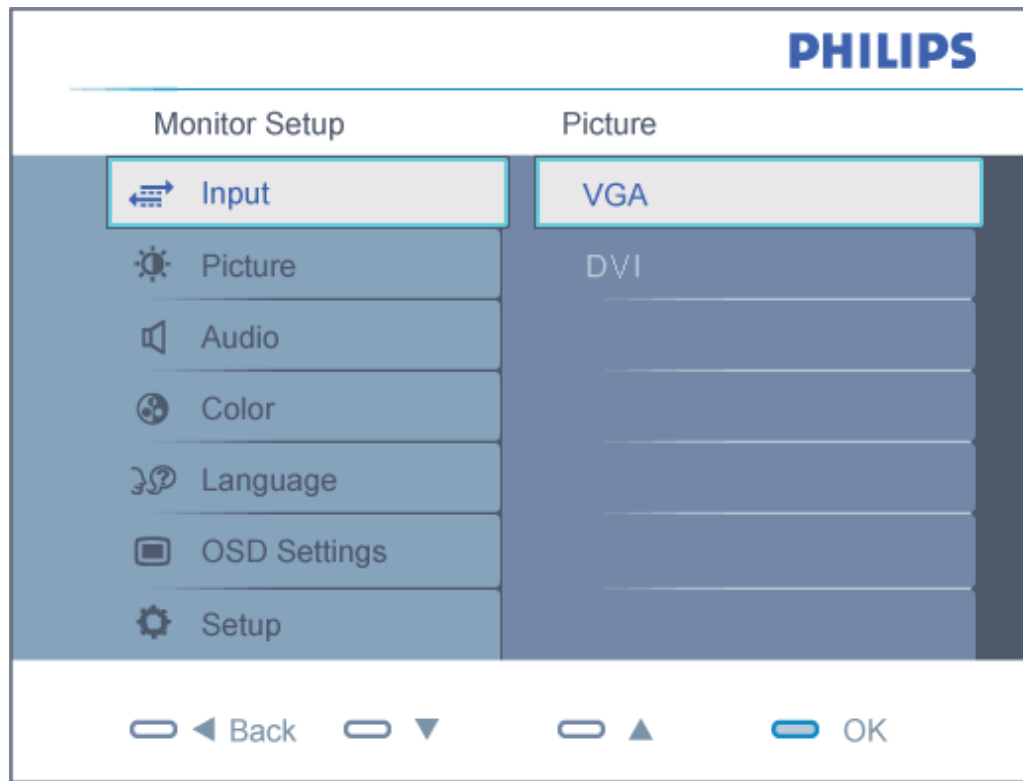 PHILIPS
Monitor Setup Picture
Input VGA
Picture DVI
Audio
Color
Language
OSD Settings
Setup
Back OK